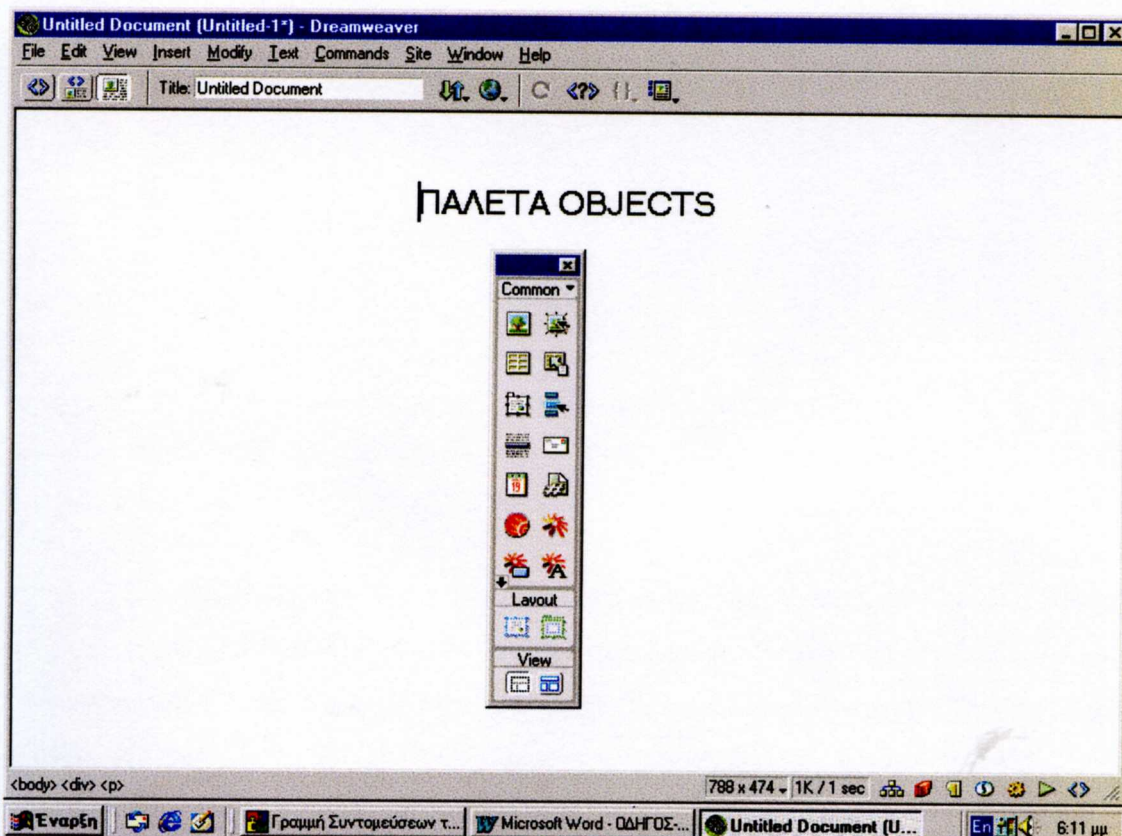 Untitled Document (Untitled-1*) - Dreamweaver
File Edit View Insert Modify Text Commands Site Window Help
Title: Untitled Document
ΠΑΛΕΤΑ OBJECTS
Common
19
A
Layout
View
<body> <div> <p>
788 x 474 1K / 1 sec
Έναρξη Γραμμή Συντομεύσεων τ... Microsoft Word - ΟΔΗΓΟΣ-... Untitled Document (U... En 6:11 μμ